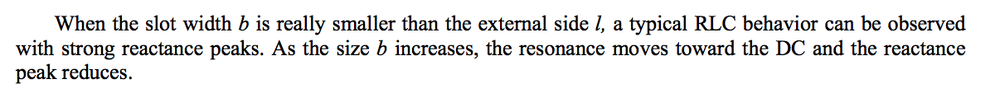 When the slot width b is really smaller than the external side l, a typical RLC behavior can be observed
with strong reactance peaks. As the size b increases, the resonance moves toward the DC and the reactance
peak reduces.